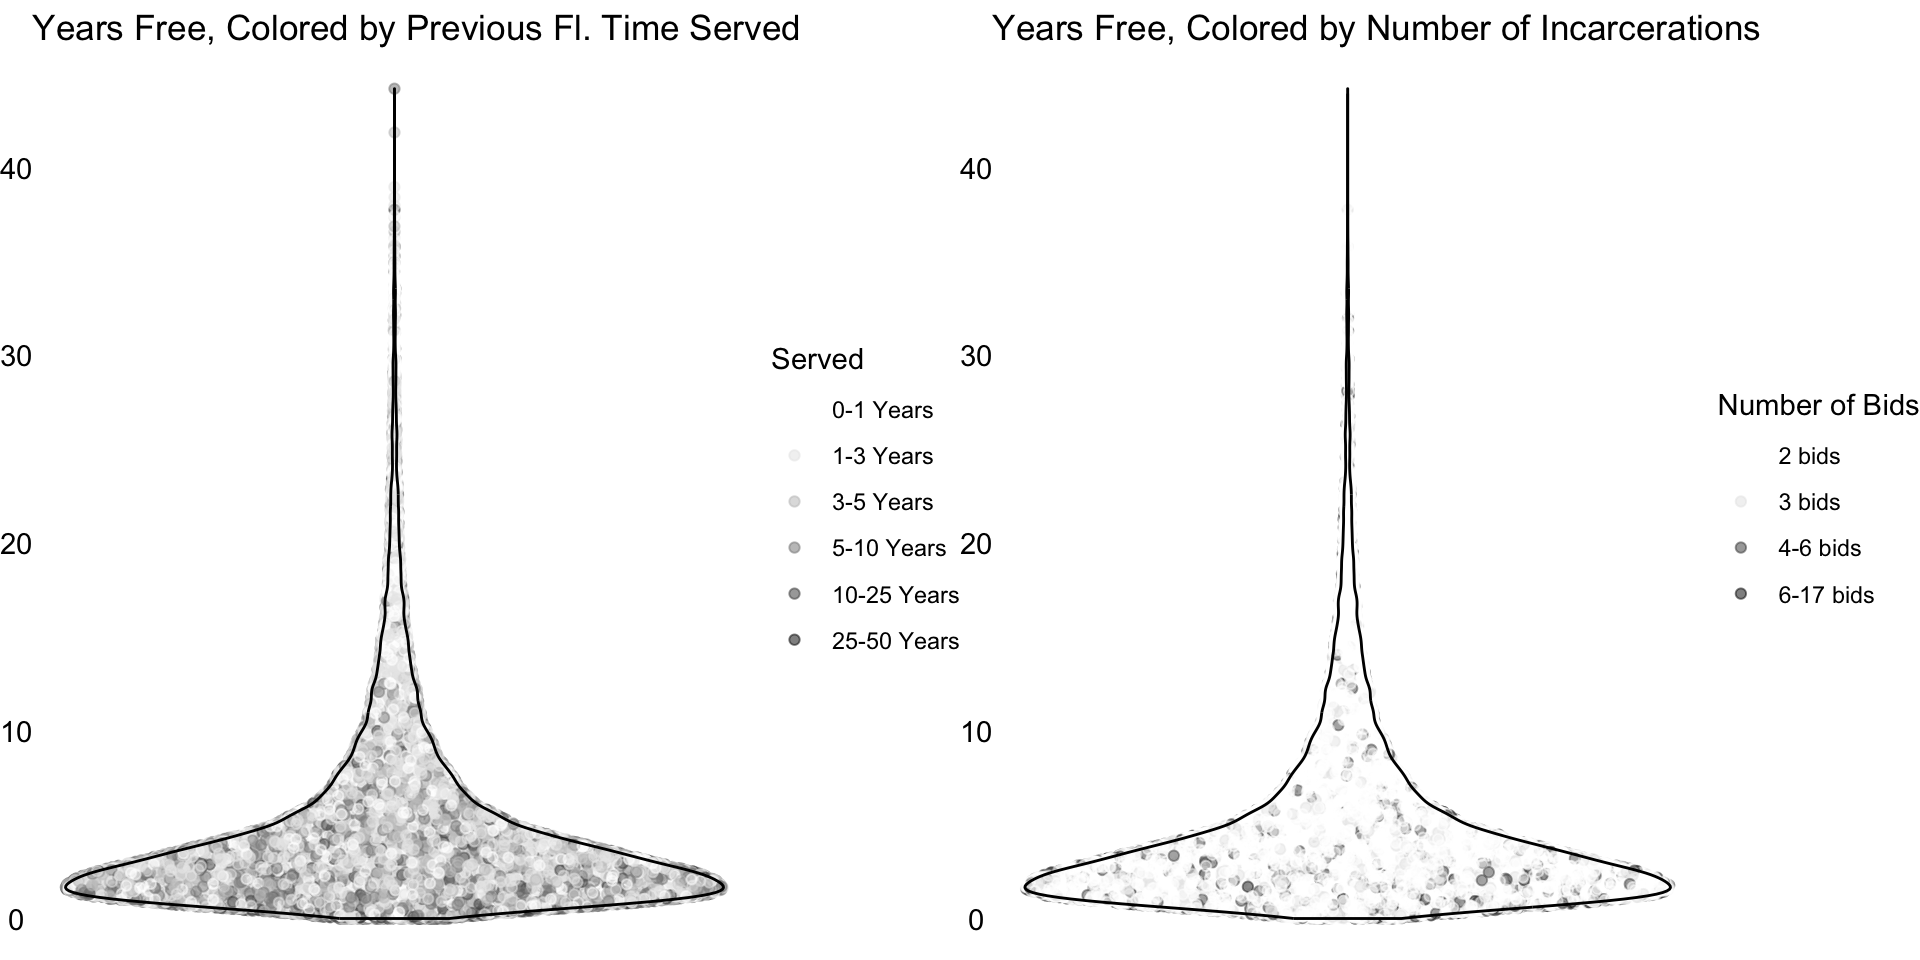 Years Free, Colored by Previous Fl. Time Served
40
30
20
10
0
Served
0-1 Years
1-3 Years
3-5 Years
5-10 Years
10-25 Years
25-50 Years
Years Free, Colored by Number of Incarcerations
40
30
20
10
0
Number of Bids
2 bids
3 bids
4-6 bids
6-17 bids